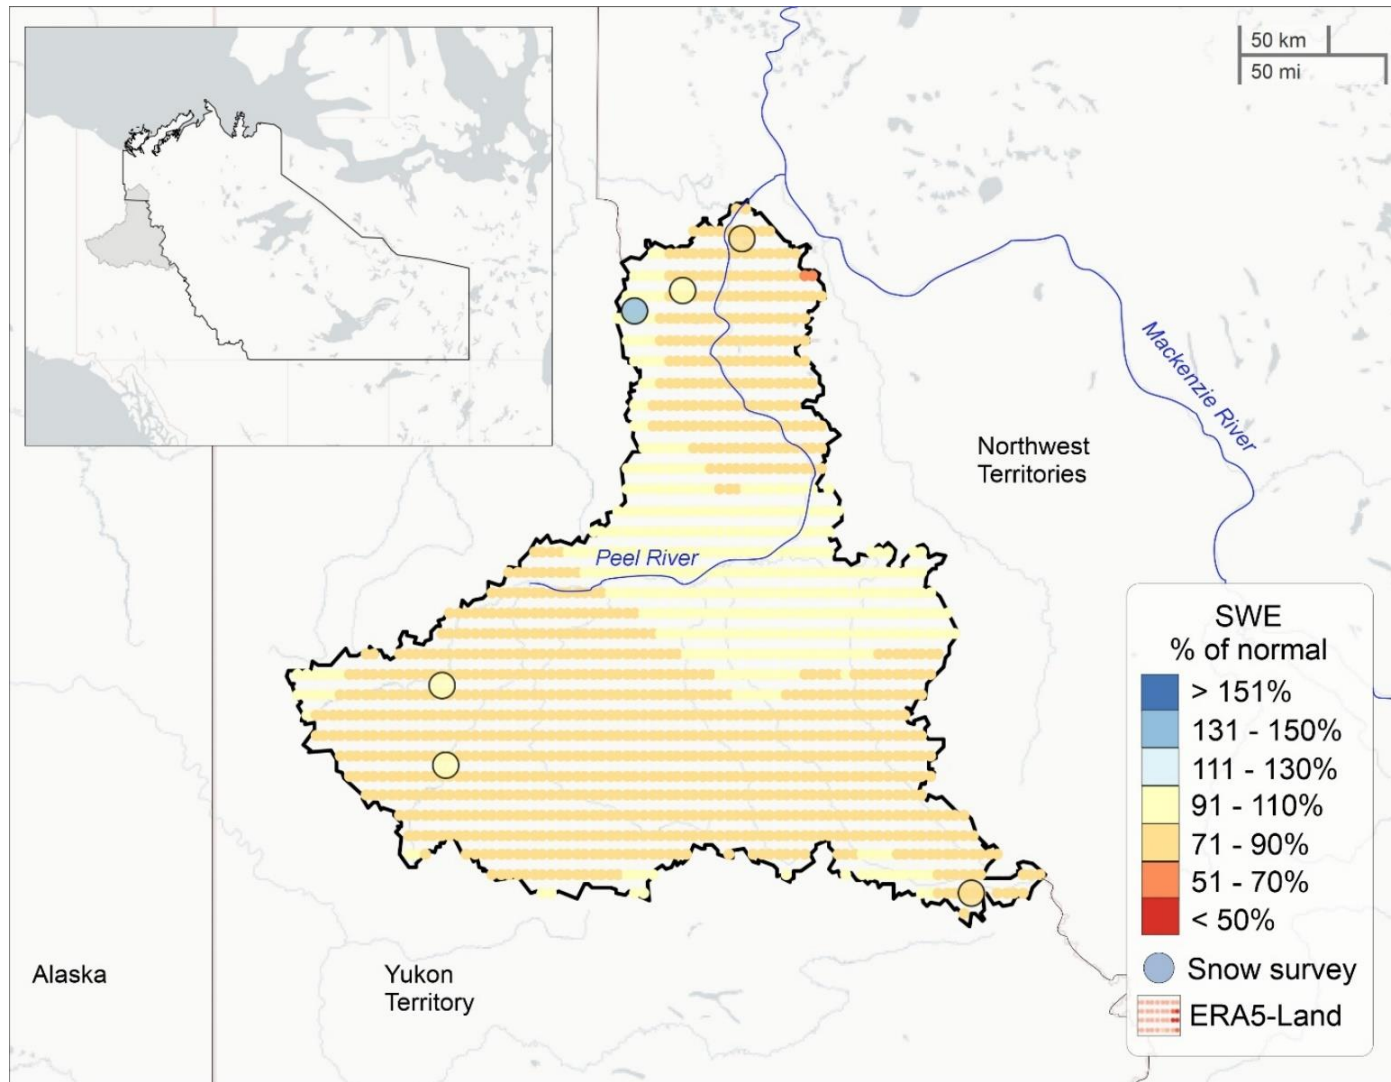 50 km
50 mi
Mackenzie River
Northwest
Territories
Peel River
SWE
% of normal
> 151%
131 - 150%
111 - 130%
91 - 110%
71 - 90%
51 - 70%
< 50%
Snow survey
ERA5-Land
Alaska
Yukon
Territory